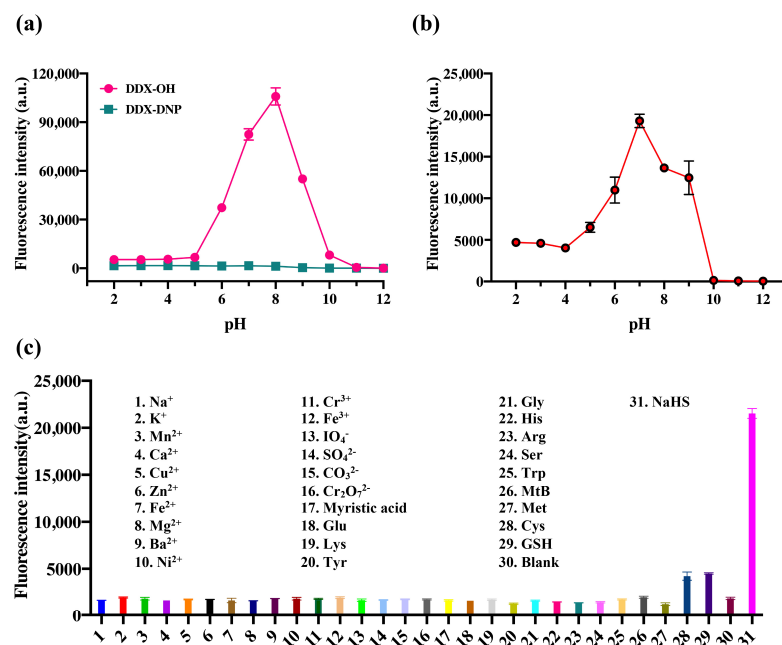 (a)
Fluorescence intensity (a.u.)
120,000
90,000
60,000
30,000
0
DDX-OH
DDX-DNP
2 4 6 8 10 12
pH
(b)
Fluorescence intensity (a.u.)
25,000
20,000
15,000
10,000
5000
0
2 4 6 8 10 12
pH
(c)
Fluorescence intensity(a.u.)
25,000
20,000
15,000
10,000
5000
0
1. Na⁺
2. K⁺
3. Mn²⁺
4. Ca²⁺
5. Cu²⁺
6. Zn²⁺
7. Fe²⁺
8. Mg²⁺
9. Ba²⁺
10. Ni²⁺
11. Cr³⁺
12. Fe³⁺
13. IO₄⁻
14. SO₄²⁻
15. CO₃²⁻
16. Cr₂O₇²⁻
17. Myristic acid
18. Glu
19. Lys
20. Tyr
21. Gly
22. His
23. Arg
24. Ser
25. Trp
26. MtB
27. Met
28. Cys
29. GSH
30. Blank
31. NaHS
1 2 3 4 5 6 7 8 9 10 11 12 13 14 15 16 17 18 19 20 21 22 23 24 25 26 27 28 29 30 31